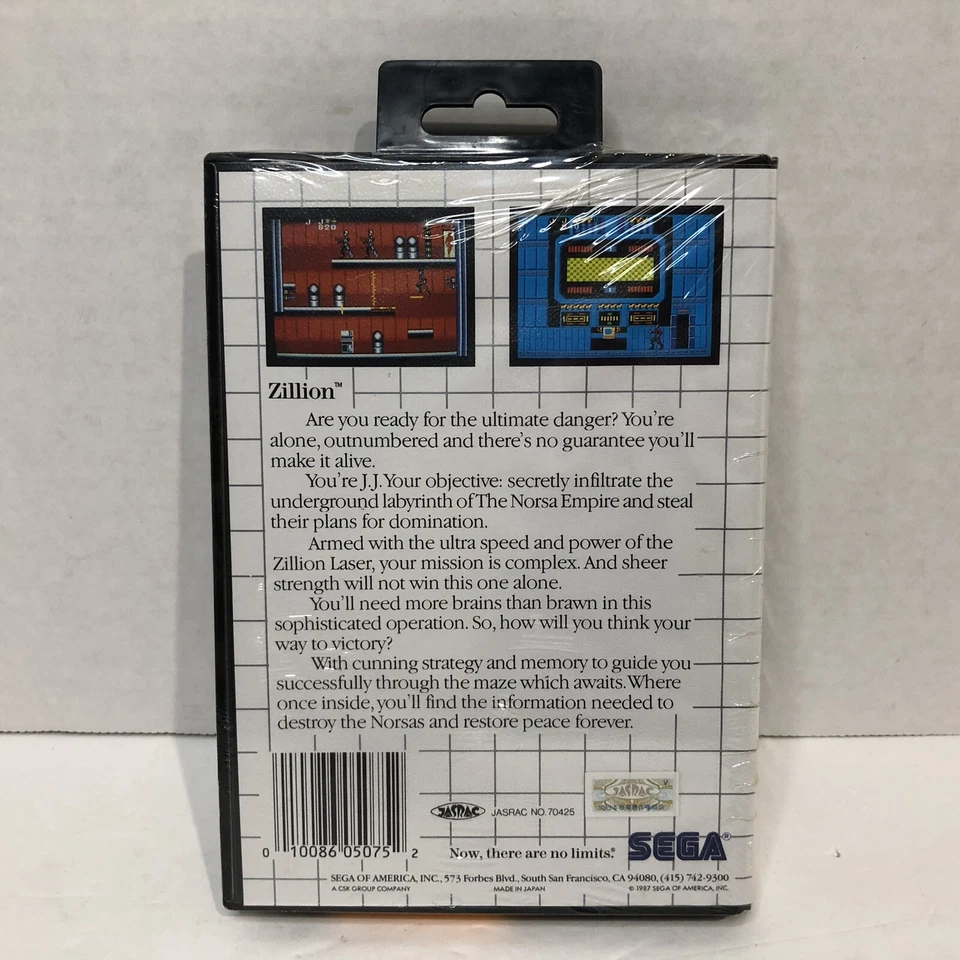 820
Zillion™
Are you ready for the ultimate danger? You're
alone, outnumbered and there's no guarantee you'll
make it alive.
You're J.J. Your objective: secretly infiltrate the
underground labyrinth of The Norsa Empire and steal
their plans for domination.
Armed with the ultra speed and power of the
Zillion Laser, your mission is complex. And sheer
strength will not win this one alone.
You'll need more brains than brawn in this
sophisticated operation. So, how will you think your
way to victory?
With cunning strategy and memory to guide you
successfully through the maze which awaits. Where
once inside, you'll find the information needed to
destroy the Norsas and restore peace forever.
JASRAC JASRAC NO. 70425
JASRAC
V
0 10086 05075 2
Now, there are no limits.® SEGA®
SEGA OF AMERICA, INC., 573 Forbes Blvd., South San Francisco, CA 94080, (415) 742-9300
A CSK GROUP COMPANY MADE IN JAPAN © 1987 SEGA OF AMERICA, INC.